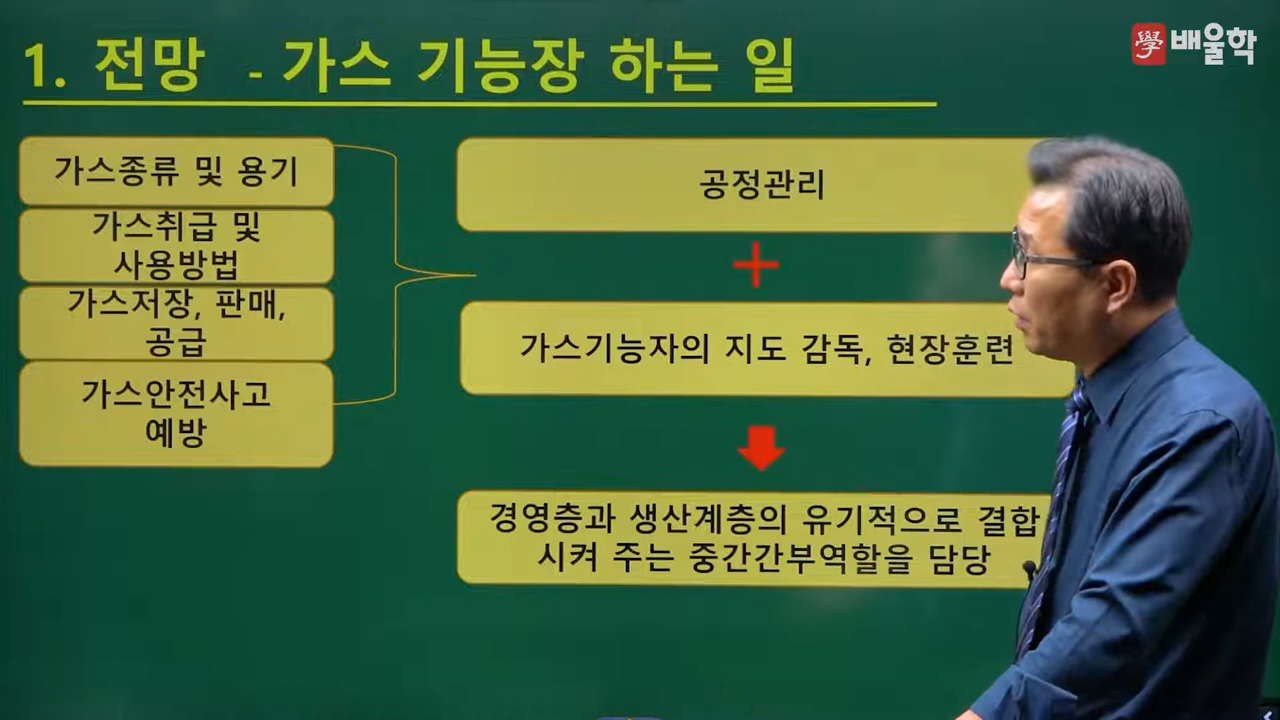 1. 전망 - 가스 기능장 하는 일
學 배울학
가스종류 및 용기
가스취급 및
사용방법
가스저장, 판매,
공급
가스안전사고
예방
공정관리
+
가스기능자의 지도 감독, 현장훈련
경영층과 생산계층의 유기적으로 결합
시켜 주는 중간간부역할을 담당